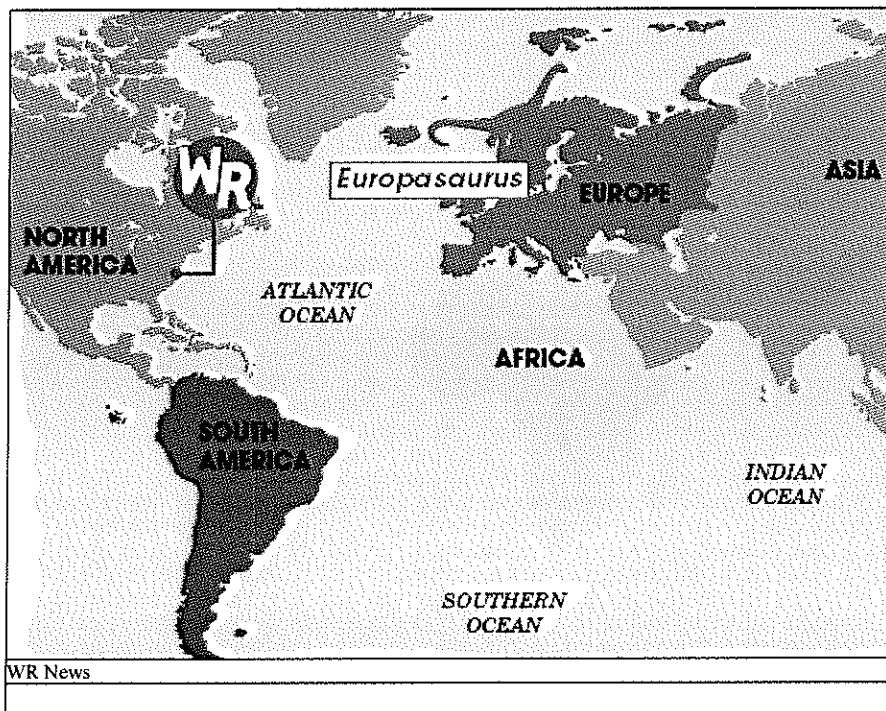 WR
Europasaurus
EUROPE
ASIA
NORTH
AMERICA
ATLANTIC
OCEAN
AFRICA
SOUTH
AMERICA
INDIAN
OCEAN
SOUTHERN
OCEAN
WR News